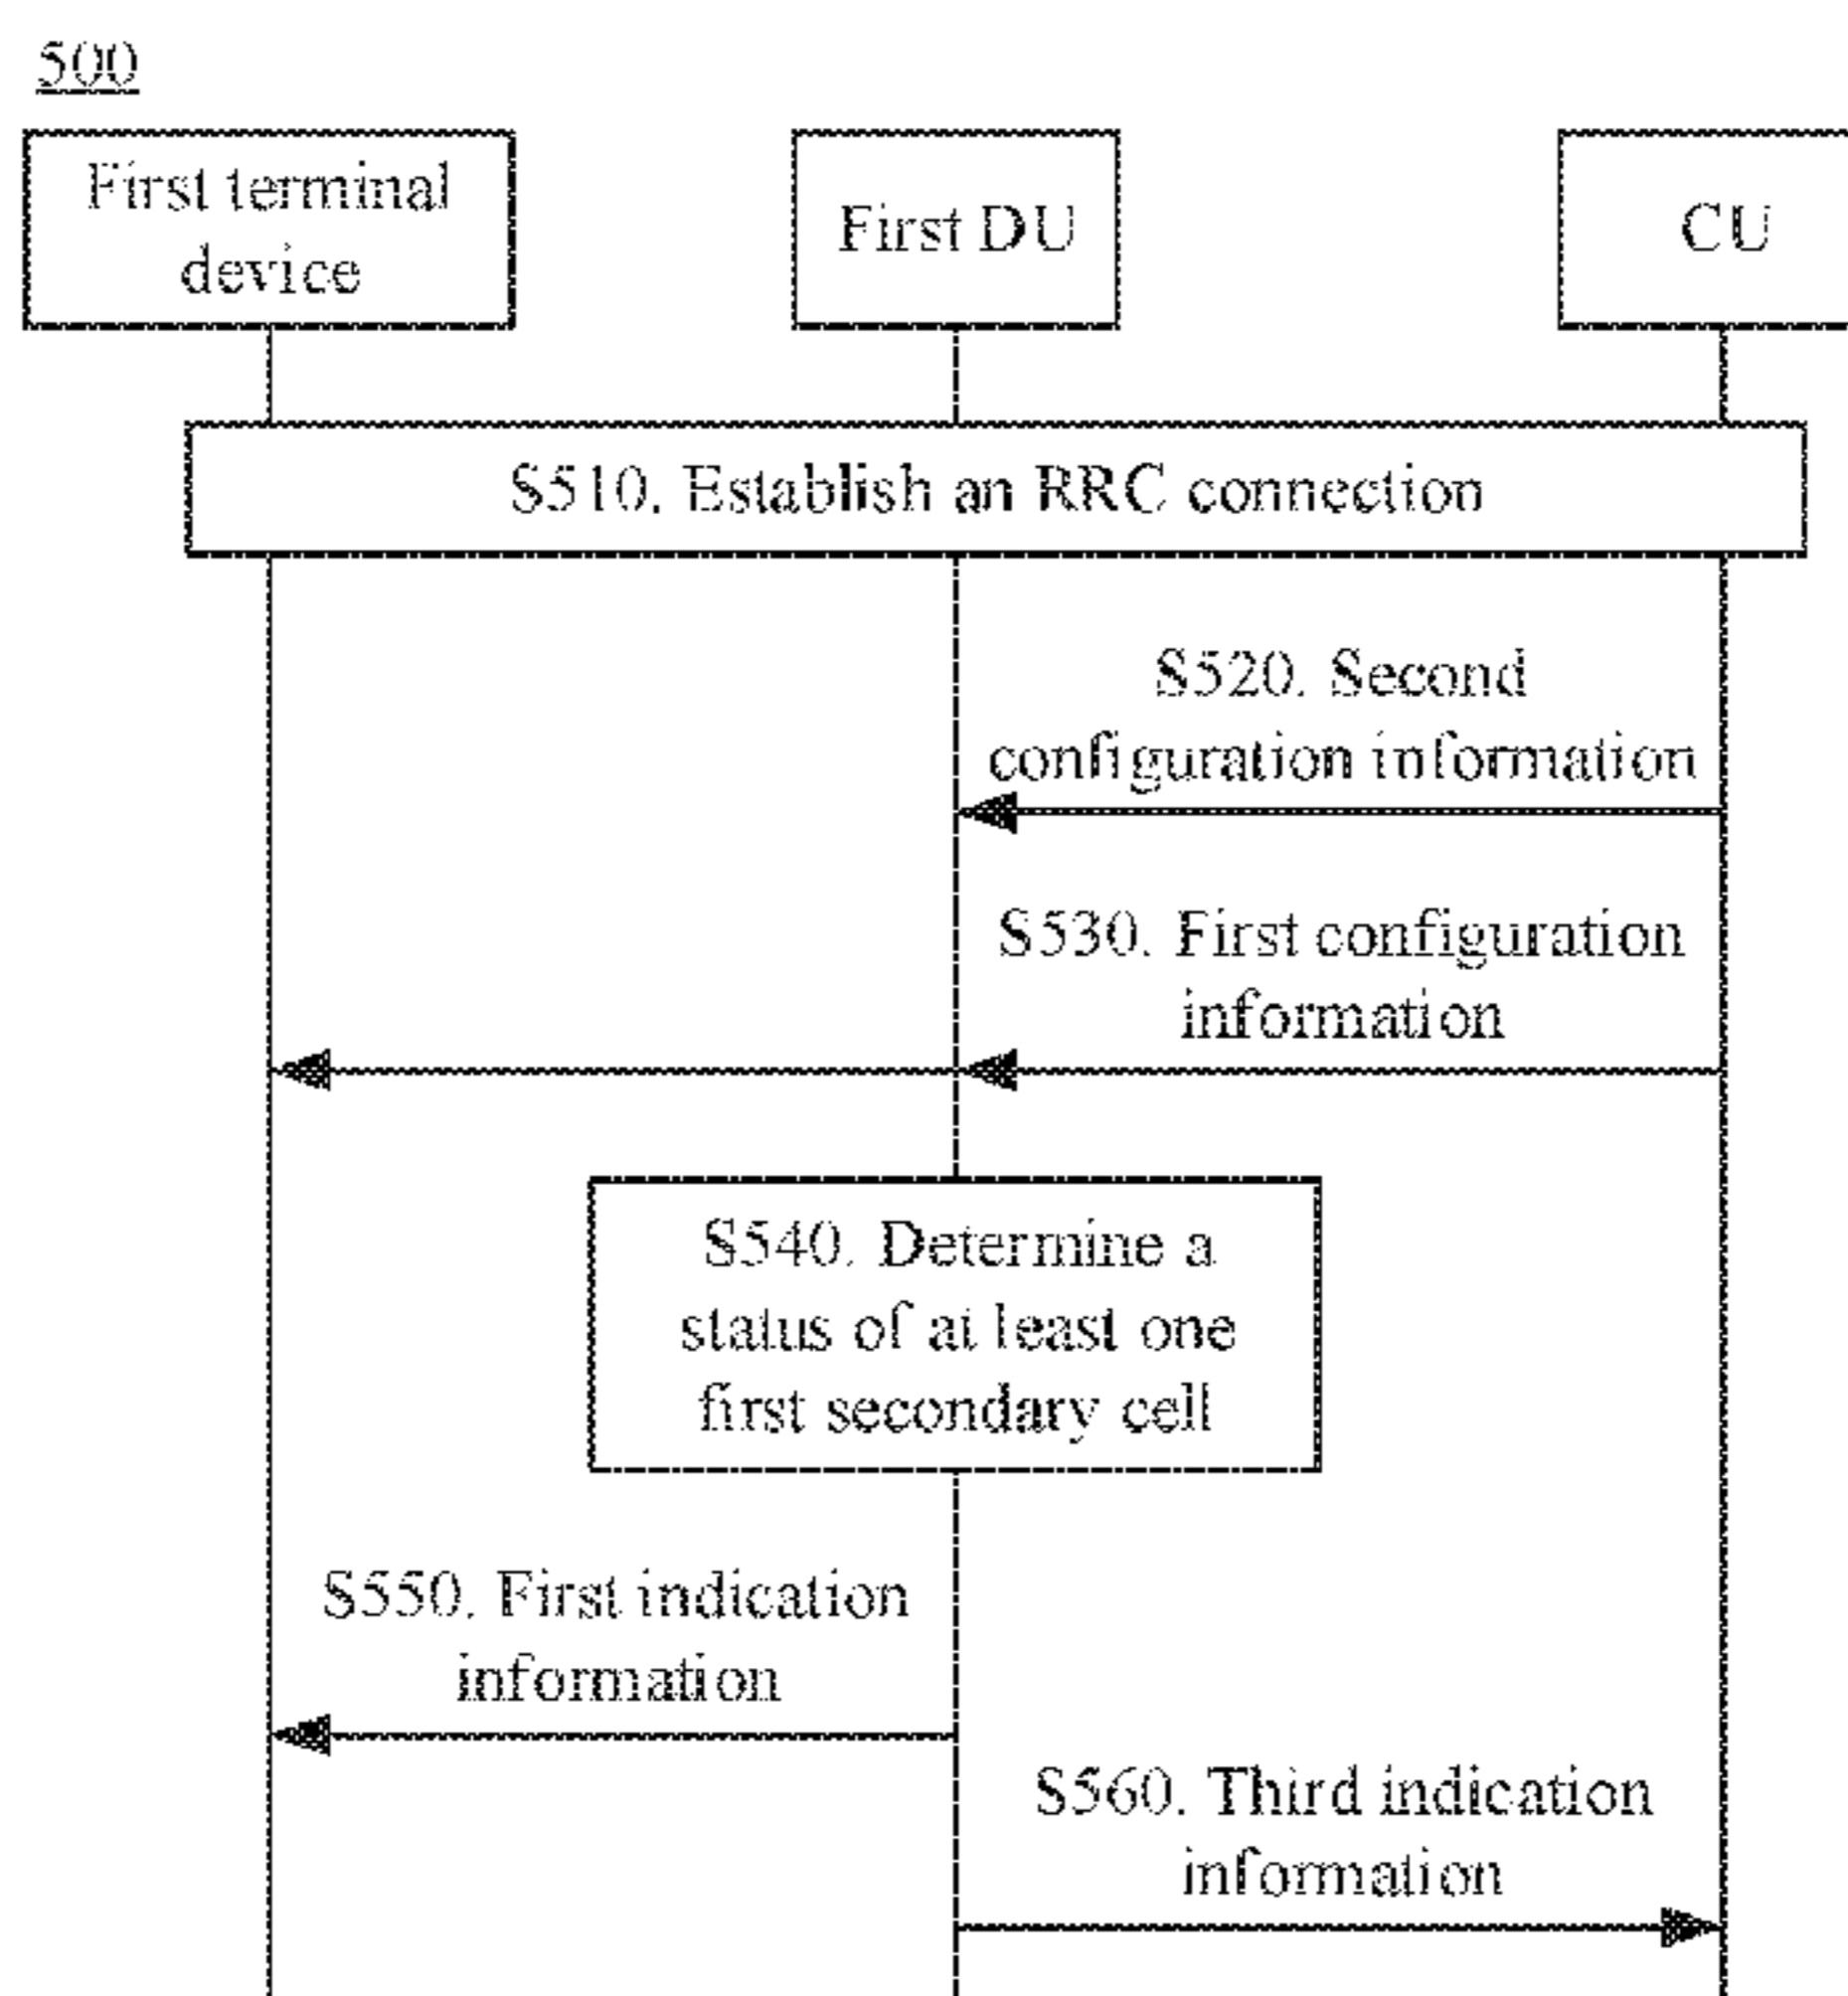 500
First terminal
device
First DU
CU
S510. Establish an RRC connection
S520. Second
configuration information
S530. First configuration
information
S540. Determine a
status of at least one
first secondary cell
S550. First indication
information
S560. Third indication
information